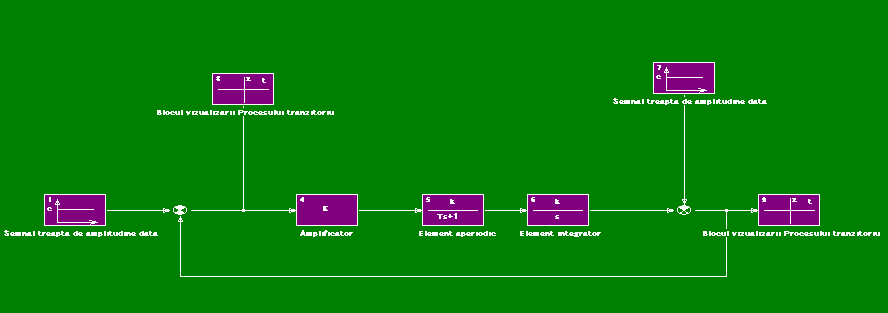 7
c
8 x t
Semnal treapta de amplitudine data
Blocul vizualizarii Procesului tranzitoriu
1
c
4
K
5 k
Ts+1
6 k
s
9 x t
Semnal treapta de amplitudine data
Amplificator
Element aperiodic
Element integrator
Blocul vizualizarii Procesului tranzitoriu